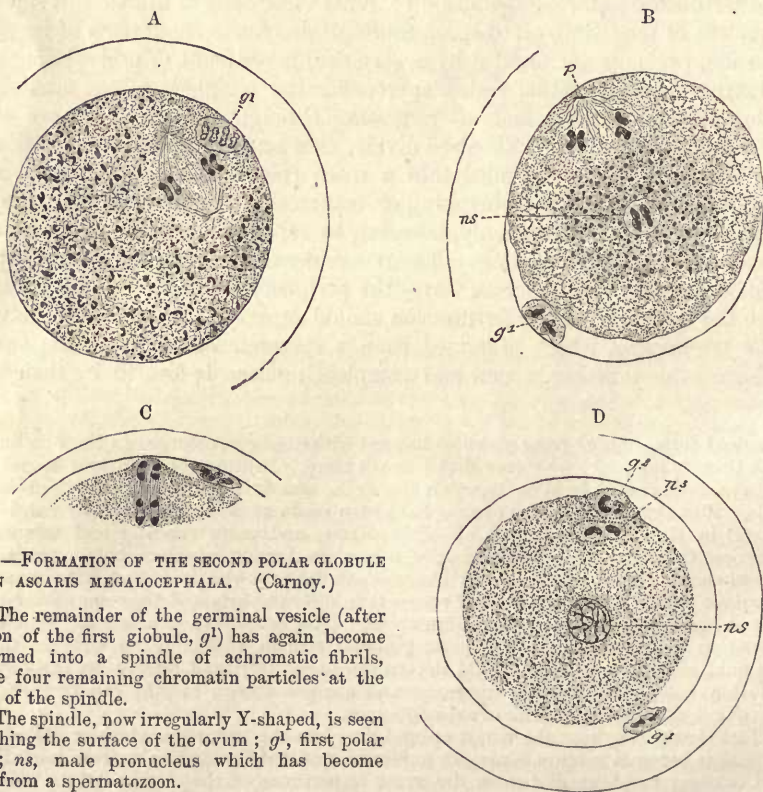 A
B
g1
p
ns
g1
C
D
g2
n3
ns
g1
—FORMATION OF THE SECOND POLAR GLOBULE
N ASCARIS MEGALOCEPHALA. (Carnoy.)
The remainder of the germinal vesicle (after
on of the first globule, g1) has again become
rmed into a spindle of achromatic fibrils,
e four remaining chromatin particles at the
of the spindle.
The spindle, now irregularly Y-shaped, is seen
hing the surface of the ovum ; g1, first polar
; ns, male pronucleus which has become
from a spermatozoon.